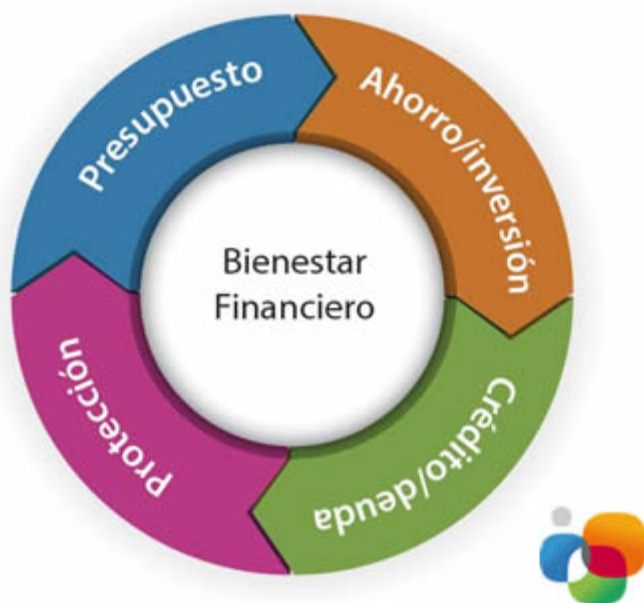 Presupuesto
Ahorro/inversión
Bienestar
Financiero
Protección
Crédito/deuda